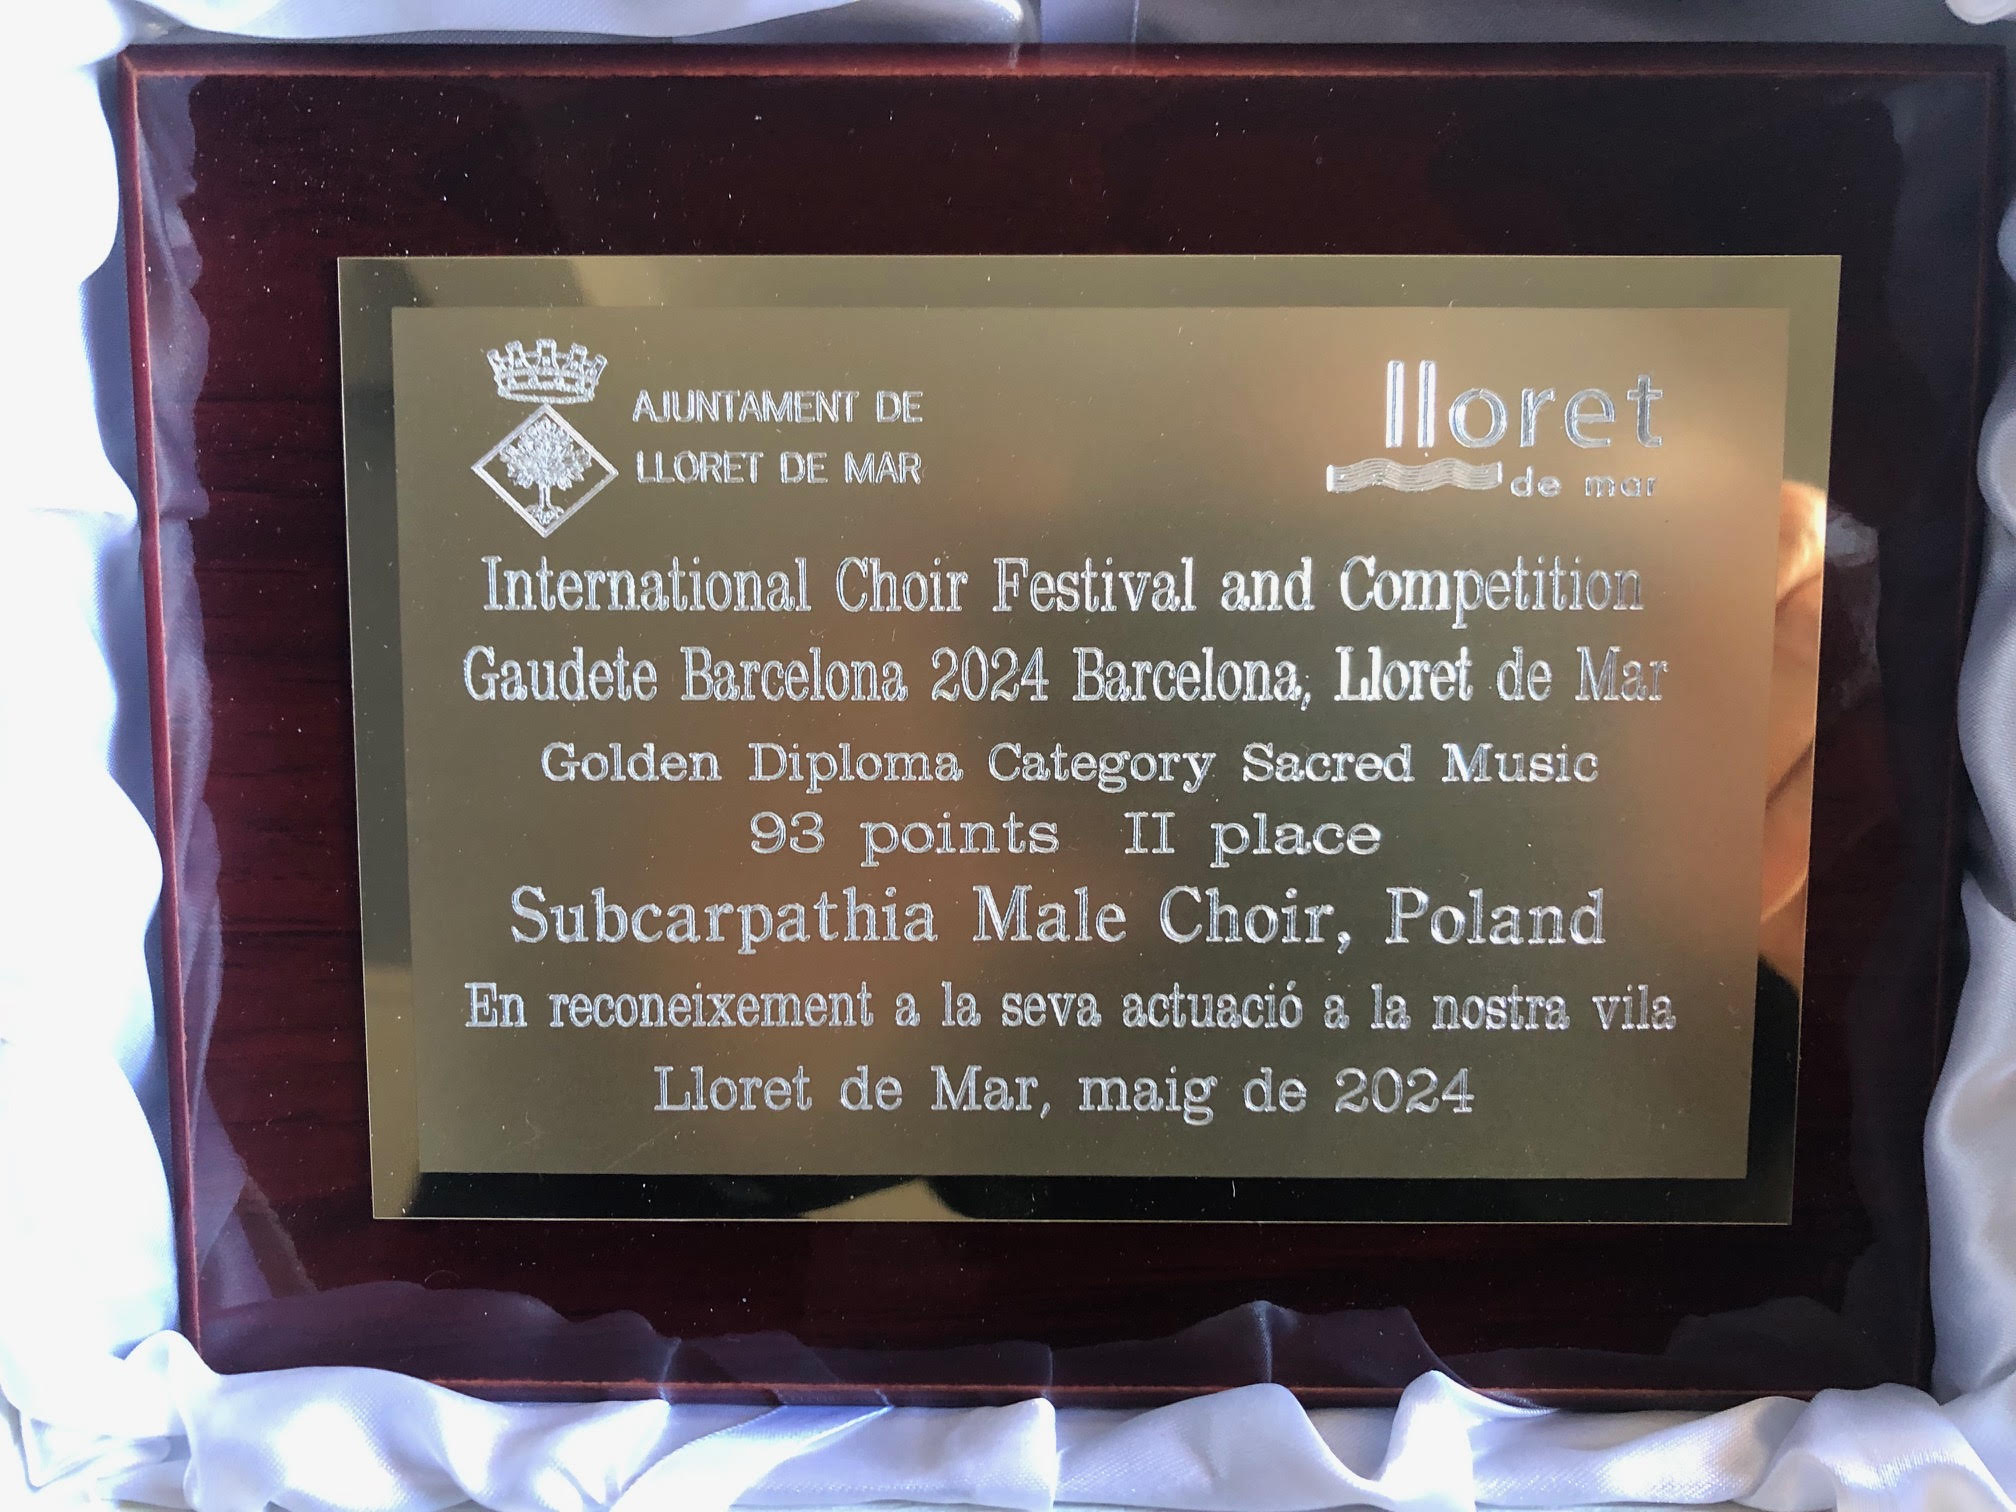 AJUNTAMENT DE
LLORET DE MAR
lloret
de mar
International Choir Festival and Competition
Gaudete Barcelona 2024 Barcelona, Lloret de Mar
Golden Diploma Category Sacred Music
93 points II place
Subcarpathia Male Choir, Poland
En reconeixement a la seva actuació a la nostra vila
Lloret de Mar, maig de 2024